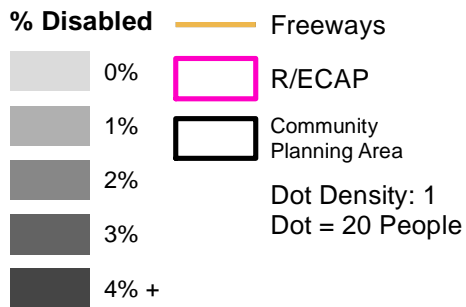 % Disabled
0%
1%
2%
3%
4% +
Freeways
R/ECAP
Community
Planning Area
Dot Density: 1
Dot = 20 People